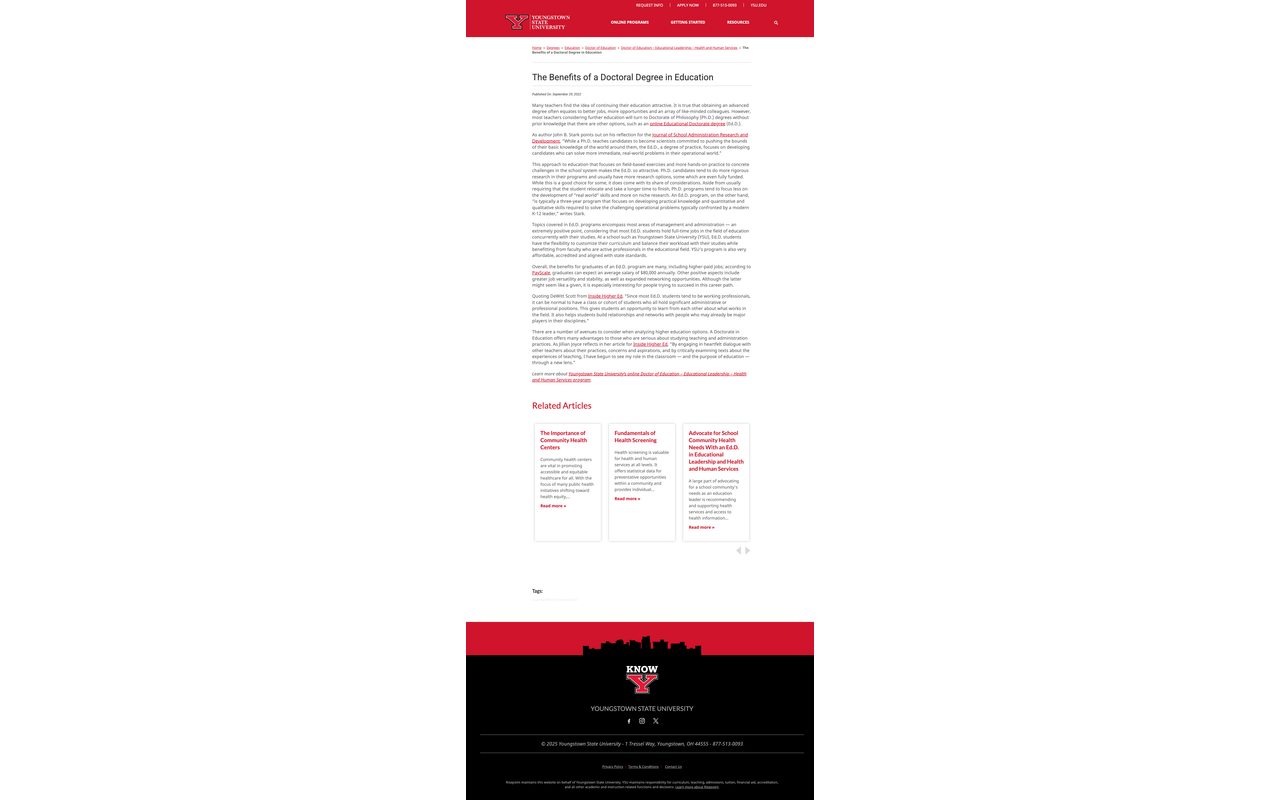 REQUEST INFO | APPLY NOW | 877-513-0093 | YSU.EDU
YOUNGSTOWN
STATE
UNIVERSITY
ONLINE PROGRAMS GETTING STARTED RESOURCES
Home » Degrees » Education » Doctor of Education » Doctor of Education – Educational Leadership – Health and Human Services » The
Benefits of a Doctoral Degree in Education
The Benefits of a Doctoral Degree in Education
Published On: September 29, 2022
Many teachers find the idea of continuing their education attractive. It is true that obtaining an advanced
degree often equates to better jobs, more opportunities and an array of like-minded colleagues. However,
most teachers considering further education will turn to Doctorate of Philosophy [Ph.D.] degrees without
prior knowledge that there are other options, such as an online Educational Doctorate degree [Ed.D.].
As author John B. Stark points out on his reflection for the Journal of School Administration Research and
Development, "While a Ph.D. teaches candidates to become scientists committed to pushing the bounds
of their basic knowledge of the world around them, the Ed.D., a degree of practice, focuses on developing
candidates who can solve more immediate, real-world problems in their operational world."
This approach to education that focuses on field-based exercises and more hands-on practice to concrete
challenges in the school system makes the Ed.D. so attractive. Ph.D. candidates tend to do more rigorous
research in their programs and usually have more research options, some which are even fully funded.
While this is a good choice for some, it does come with its share of considerations. Aside from usually
requiring that the student relocate and take a longer time to finish, Ph.D. programs tend to focus less on
the development of "real world" skills and more on niche research. An Ed.D. program, on the other hand,
"is typically a three-year program that focuses on developing practical knowledge and quantitative and
qualitative skills required to solve the challenging operational problems typically confronted by a modern
K-12 leader," writes Stark.
Topics covered in Ed.D. programs encompass most areas of management and administration — an
extremely positive point, considering that most Ed.D. students hold full-time jobs in the field of education
concurrently with their studies. At a school such as Youngstown State University [YSU], Ed.D. students
have the flexibility to customize their curriculum and balance their workload with their studies while
benefitting from faculty who are active professionals in the educational field. YSU's program is also very
affordable, accredited and aligned with state standards.
Overall, the benefits for graduates of an Ed.D. program are many, including higher-paid jobs; according to
PayScale, graduates can expect an average salary of $80,000 annually. Other positive aspects include
greater job versatility and stability, as well as expanded networking opportunities. Although the latter
might seem like a given, it is especially interesting for people trying to succeed in this career path.
Quoting DeWitt Scott from Inside Higher Ed, "Since most Ed.D. students tend to be working professionals,
it can be normal to have a class or cohort of students who all hold significant administrative or
professional positions. This gives students an opportunity to learn from each other about what works in
the field. It also helps students build relationships and networks with people who may already be major
players in their disciplines."
There are a number of avenues to consider when analyzing higher education options. A Doctorate in
Education offers many advantages to those who are serious about studying teaching and administration
practices. As Jillian Joyce reflects in her article for Inside Higher Ed, "By engaging in heartfelt dialogue with
other teachers about their practices, concerns and aspirations, and by critically examining texts about the
experiences of teaching, I have begun to see my role in the classroom — and the purpose of education —
through a new lens."
Learn more about Youngstown State University's online Doctor of Education – Educational Leadership – Health
and Human Services program.
Related Articles
The Importance of
Community Health
Centers
Community health centers
are vital in promoting
accessible and equitable
healthcare for all. With the
focus of many public health
initiatives shifting toward
health equity,...
Read more »
Fundamentals of
Health Screening
Health screening is valuable
for health and human
services at all levels. It
offers statistical data for
preventative opportunities
within a community and
provides individual...
Read more »
Advocate for School
Community Health
Needs With an Ed.D.
in Educational
Leadership and Health
and Human Services
A large part of advocating
for a school community's
needs as an education
leader is recommending
and supporting health
services and access to
health information...
Read more »
Tags:
KNOW
Y
YOUNGSTOWN STATE UNIVERSITY
© 2025 Youngstown State University - 1 Tressel Way, Youngstown, OH 44555 - 877-513-0093
Privacy Policy Terms & Conditions Contact Us
Risepoint maintains this website on behalf of Youngstown State University. YSU maintains responsibility for curriculum, teaching, admissions, tuition, financial aid, accreditation,
and all other academic and instruction-related functions and decisions. Learn more about Risepoint.